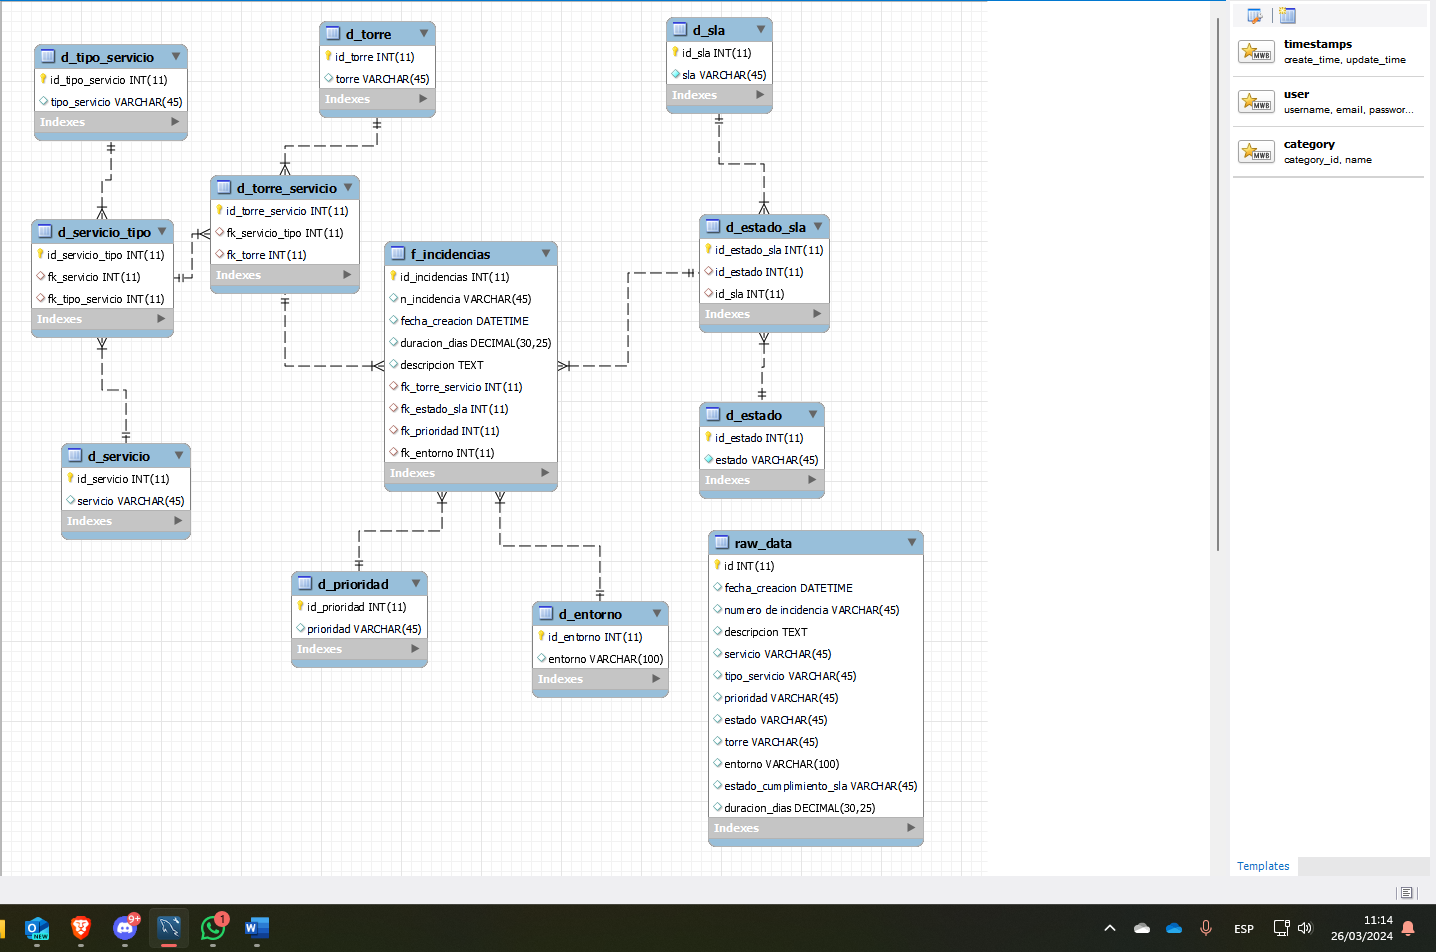 d_tipo_servicio
id_tipo_servicio INT(11)
tipo_servicio VARCHAR(45)
Indexes
d_torre
id_torre INT(11)
torre VARCHAR(45)
Indexes
d_sla
id_sla INT(11)
sla VARCHAR(45)
Indexes
d_servicio_tipo
id_servicio_tipo INT(11)
fk_servicio INT(11)
fk_tipo_servicio INT(11)
Indexes
d_torre_servicio
id_torre_servicio INT(11)
fk_servicio_tipo INT(11)
fk_torre INT(11)
Indexes
f_incidencias
id_incidencias INT(11)
n_incidencia VARCHAR(45)
fecha_creacion DATETIME
duracion_dias DECIMAL(30,25)
descripcion TEXT
fk_torre_servicio INT(11)
fk_estado_sla INT(11)
fk_prioridad INT(11)
fk_entorno INT(11)
Indexes
d_estado_sla
id_estado_sla INT(11)
id_estado INT(11)
id_sla INT(11)
Indexes
d_estado
id_estado INT(11)
estado VARCHAR(45)
Indexes
d_servicio
id_servicio INT(11)
servicio VARCHAR(45)
Indexes
d_prioridad
id_prioridad INT(11)
prioridad VARCHAR(45)
Indexes
d_entorno
id_entorno INT(11)
entorno VARCHAR(100)
Indexes
raw_data
id INT(11)
fecha_creacion DATETIME
numero de incidencia VARCHAR(45)
descripcion TEXT
servicio VARCHAR(45)
tipo_servicio VARCHAR(45)
prioridad VARCHAR(45)
estado VARCHAR(45)
torre VARCHAR(45)
entorno VARCHAR(100)
estado_cumplimiento_sla VARCHAR(45)
duracion_dias DECIMAL(30,25)
Indexes
MWB
timestamps
create_time, update_time
MWB
user
username, email, passwor...
MWB
category
category_id, name
Templates
NEW
9+
1
W
ESP
11:14
26/03/2024